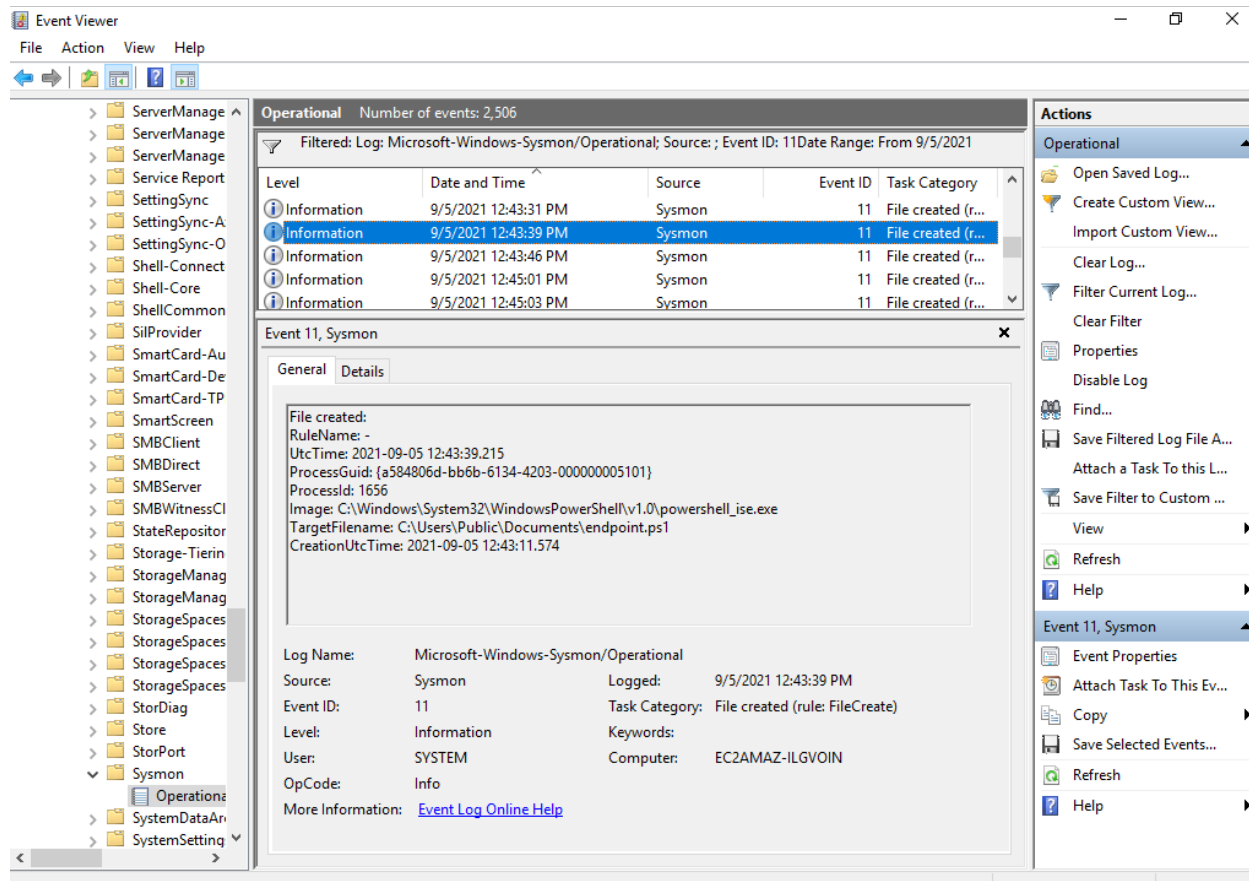 Event Viewer
File Action View Help
ServerManage
ServerManage
ServerManage
Service Report
SettingSync
SettingSync-A
SettingSync-O
Shell-Connect
Shell-Core
ShellCommon
SilProvider
SmartCard-Au
SmartCard-De
SmartCard-TP
SmartScreen
SMBClient
SMBDirect
SMBServer
SMBWitnessCl
StateRepositor
Storage-Tierin
StorageManag
StorageManag
StorageSpaces
StorageSpaces
StorageSpaces
StorageSpaces
StorDiag
Store
StorPort
Sysmon
Operationa
SystemDataAr
SystemSetting
Operational Number of events: 2,506
Filtered: Log: Microsoft-Windows-Sysmon/Operational; Source: ; Event ID: 11Date Range: From 9/5/2021
Level Date and Time Source Event ID Task Category
Information 9/5/2021 12:43:31 PM Sysmon 11 File created (r...
Information 9/5/2021 12:43:39 PM Sysmon 11 File created (r...
Information 9/5/2021 12:43:46 PM Sysmon 11 File created (r...
Information 9/5/2021 12:45:01 PM Sysmon 11 File created (r...
Information 9/5/2021 12:45:03 PM Sysmon 11 File created (r...
Event 11, Sysmon
General Details
File created:
RuleName: -
UtcTime: 2021-09-05 12:43:39.215
ProcessGuid: {a584806d-bb6b-6134-4203-000000005101}
ProcessId: 1656
Image: C:\Windows\System32\WindowsPowerShell\v1.0\powershell_ise.exe
TargetFilename: C:\Users\Public\Documents\endpoint.ps1
CreationUtcTime: 2021-09-05 12:43:11.574
Log Name: Microsoft-Windows-Sysmon/Operational
Source: Sysmon Logged: 9/5/2021 12:43:39 PM
Event ID: 11 Task Category: File created (rule: FileCreate)
Level: Information Keywords:
User: SYSTEM Computer: EC2AMAZ-ILGVOIN
OpCode: Info
More Information: Event Log Online Help
Actions
Operational
Open Saved Log...
Create Custom View...
Import Custom View...
Clear Log...
Filter Current Log...
Clear Filter
Properties
Disable Log
Find...
Save Filtered Log File A...
Attach a Task To this L...
Save Filter to Custom ...
View
Refresh
Help
Event 11, Sysmon
Event Properties
Attach Task To This Ev...
Copy
Save Selected Events...
Refresh
Help